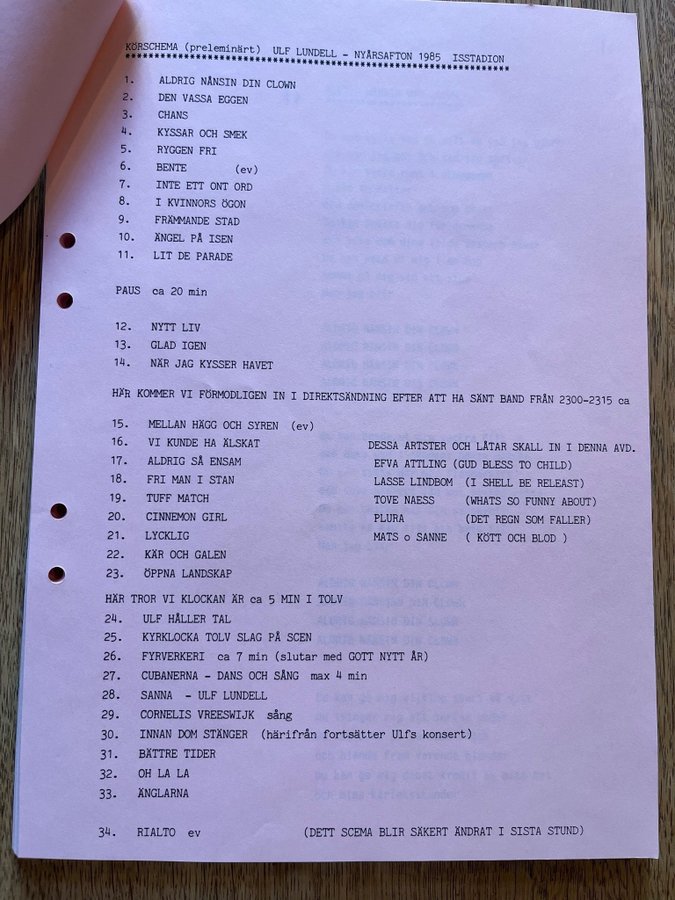 KÖRSCHEMA (preleminärt) ULF LUNDELL - NYÅRSAFTON 1985 ISSTADION
************************************************************
1. ALDRIG NÅNSIN DIN CLOWN
2. DEN VASSA EGGEN
3. CHANS
4. KYSSAR OCH SMEK
5. RYGGEN FRI
6. BENTE (ev)
7. INTE ETT ONT ORD
8. I KVINNORS ÖGON
9. FRÄMMANDE STAD
10. ÄNGEL PÅ ISEN
11. LIT DE PARADE
PAUS ca 20 min
12. NYTT LIV
13. GLAD IGEN
14. NÄR JAG KYSSER HAVET
HÄR KOMMER VI FÖRMODLIGEN IN I DIREKTSÄNDNING EFTER ATT HA SÄNT BAND FRÅN 2300-2315 ca
15. MELLAN HÄGG OCH SYREN (ev)
16. VI KUNDE HA ÄLSKAT DESSA ARTSTER OCH LÅTAR SKALL IN I DENNA AVD.
17. ALDRIG SÅ ENSAM EFVA ATTLING (GUD BLESS TO CHILD)
18. FRI MAN I STAN LASSE LINDBOM (I SHELL BE RELEAST)
19. TUFF MATCH TOVE NAESS (WHATS SO FUNNY ABOUT)
20. CINNEMON GIRL PLURA (DET REGN SOM FALLER)
21. LYCKLIG MATS o SANNE ( KÖTT OCH BLOD )
22. KÄR OCH GALEN
23. ÖPPNA LANDSKAP
HÄR TROR VI KLOCKAN ÄR ca 5 MIN I TOLV
24. ULF HÅLLER TAL
25. KYRKLOCKA TOLV SLAG PÅ SCEN
26. FYRVERKERI ca 7 min (slutar med GOTT NYTT ÅR)
27. CUBANERNA - DANS OCH SÅNG max 4 min
28. SANNA - ULF LUNDELL
29. CORNELIS VREESWIJK sång
30. INNAN DOM STÄNGER (härifrån fortsätter Ulfs konsert)
31. BÄTTRE TIDER
32. OH LA LA
33. ÄNGLARNA
34. RIALTO ev (DETT SCEMA BLIR SÄKERT ÄNDRAT I SISTA STUND)